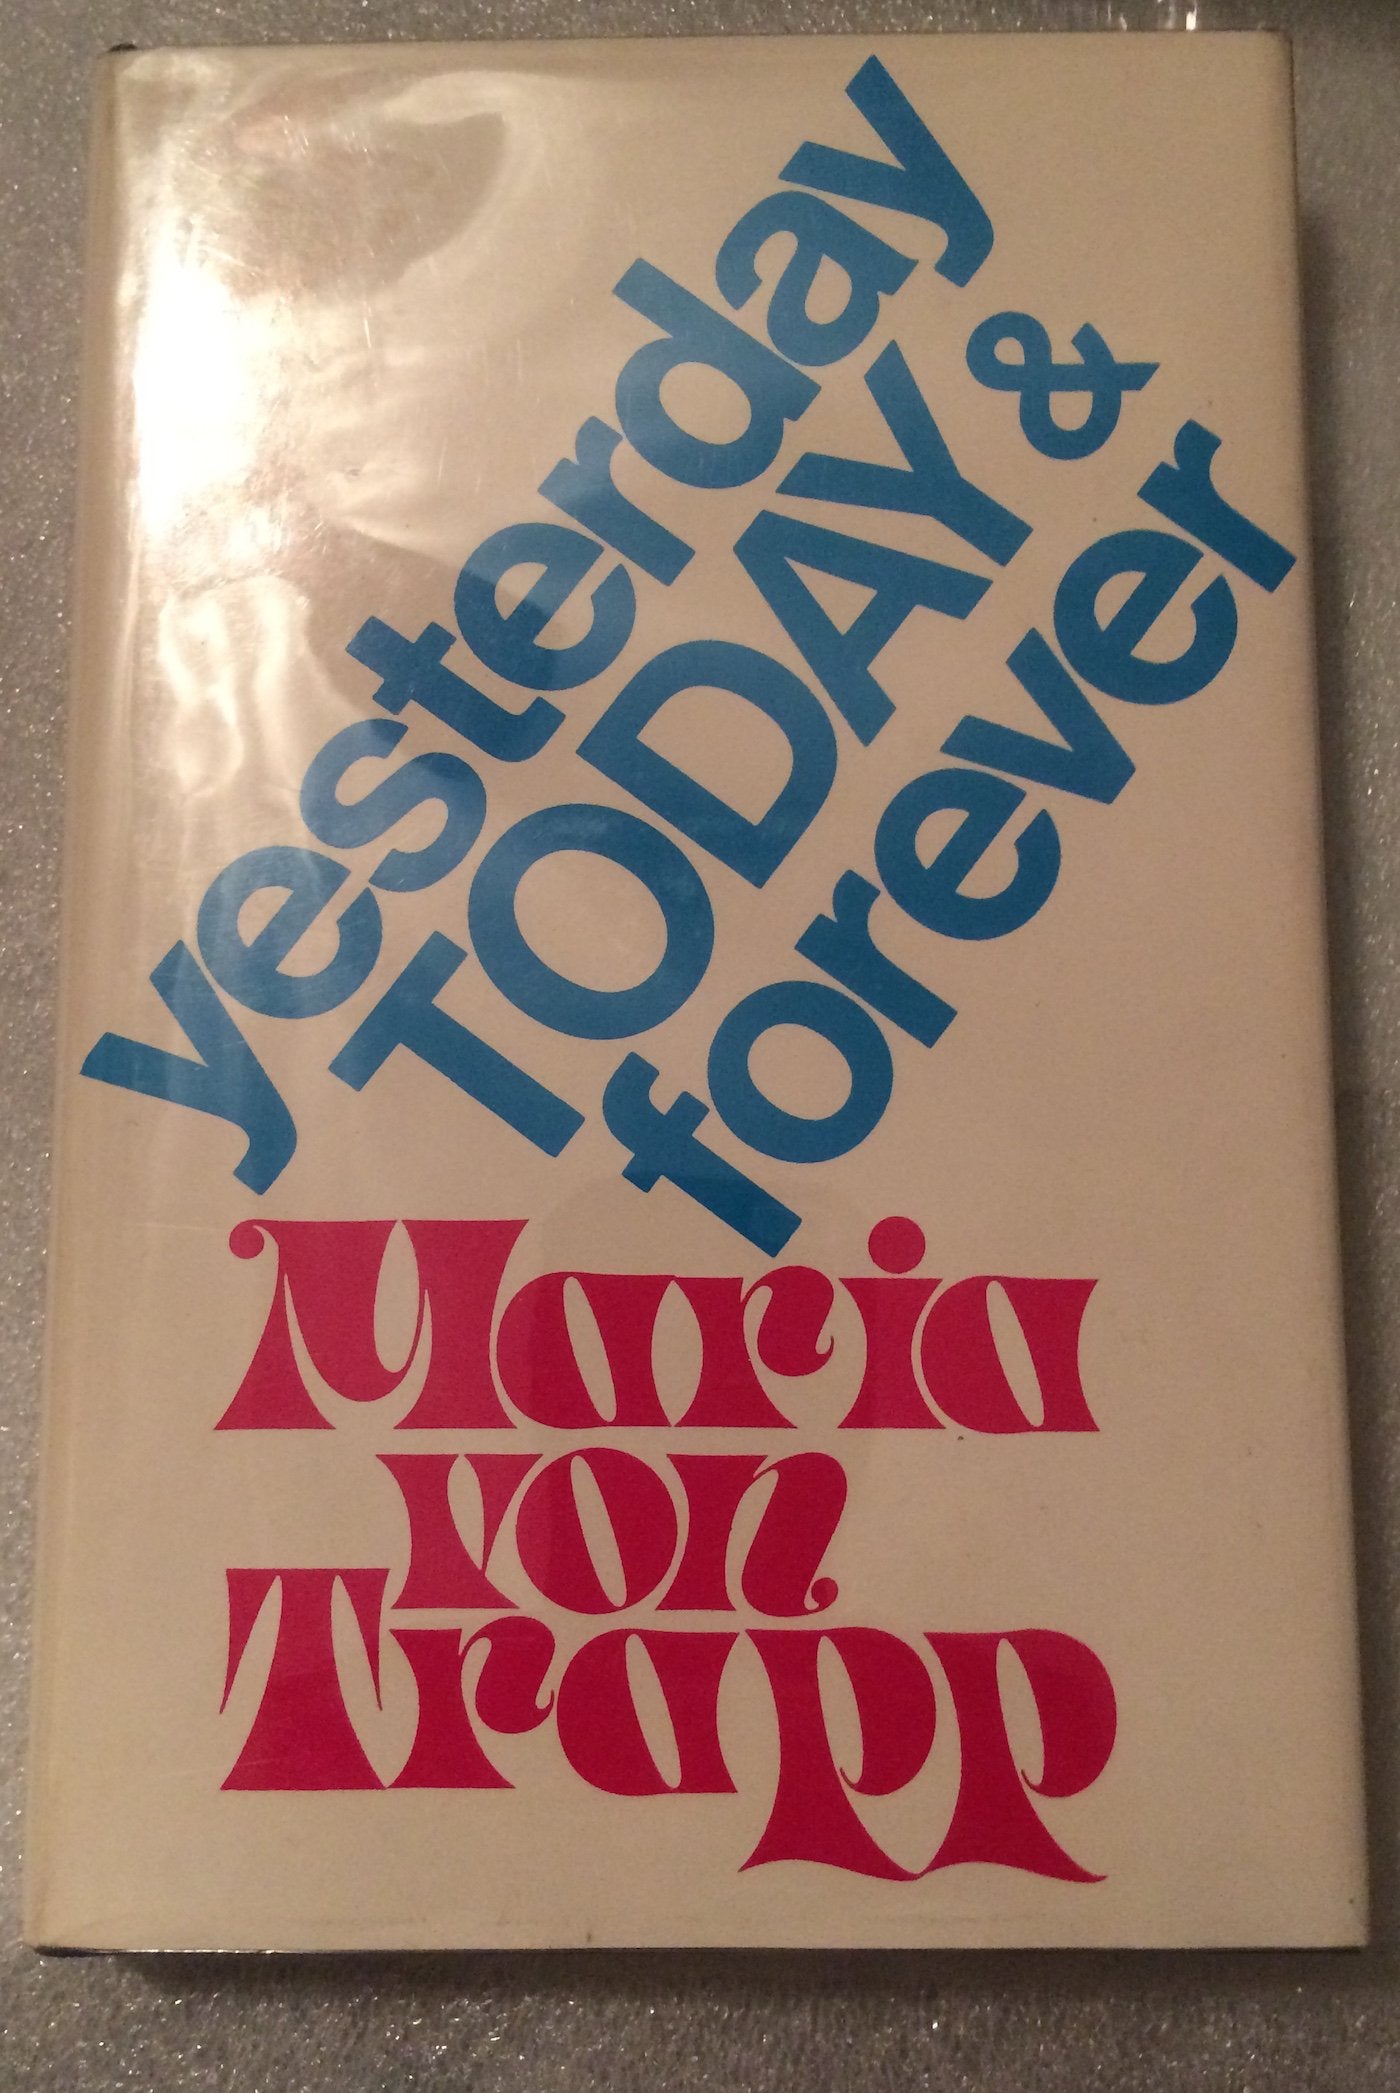 yesterday
TODAY &
forever
Maria
von
Trapp